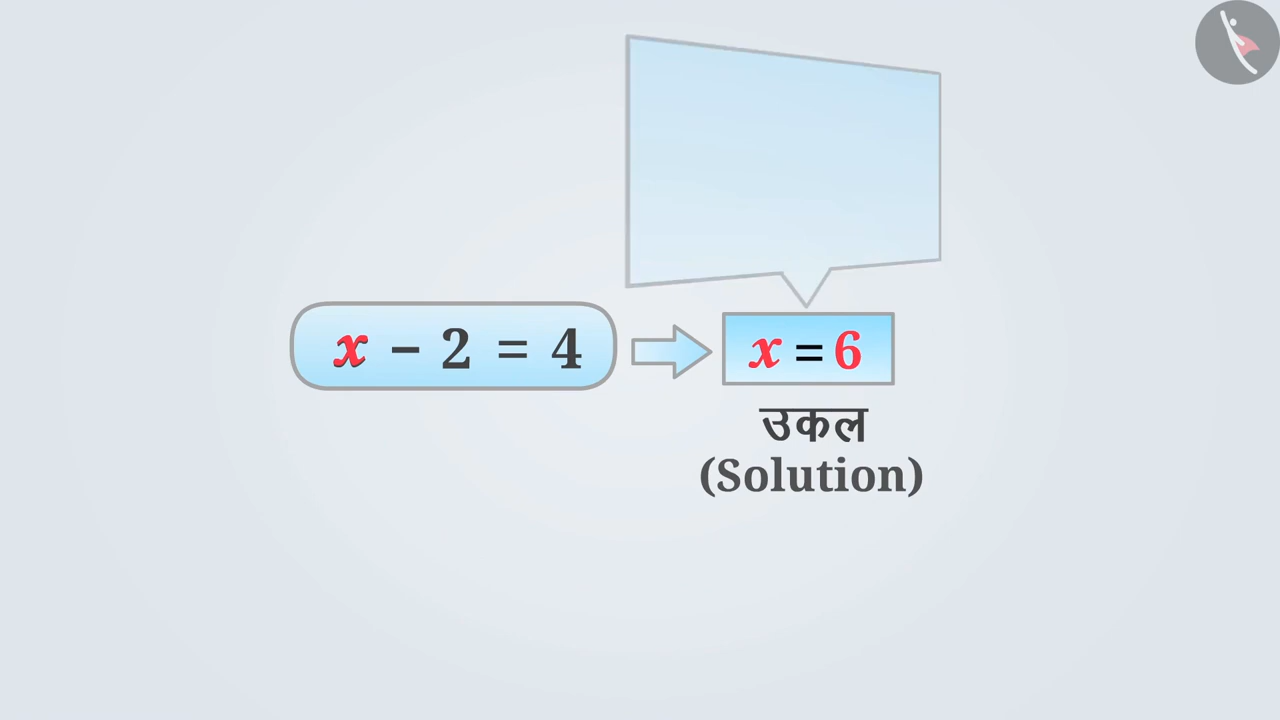 x − 2 = 4
x = 6
उकल
(Solution)